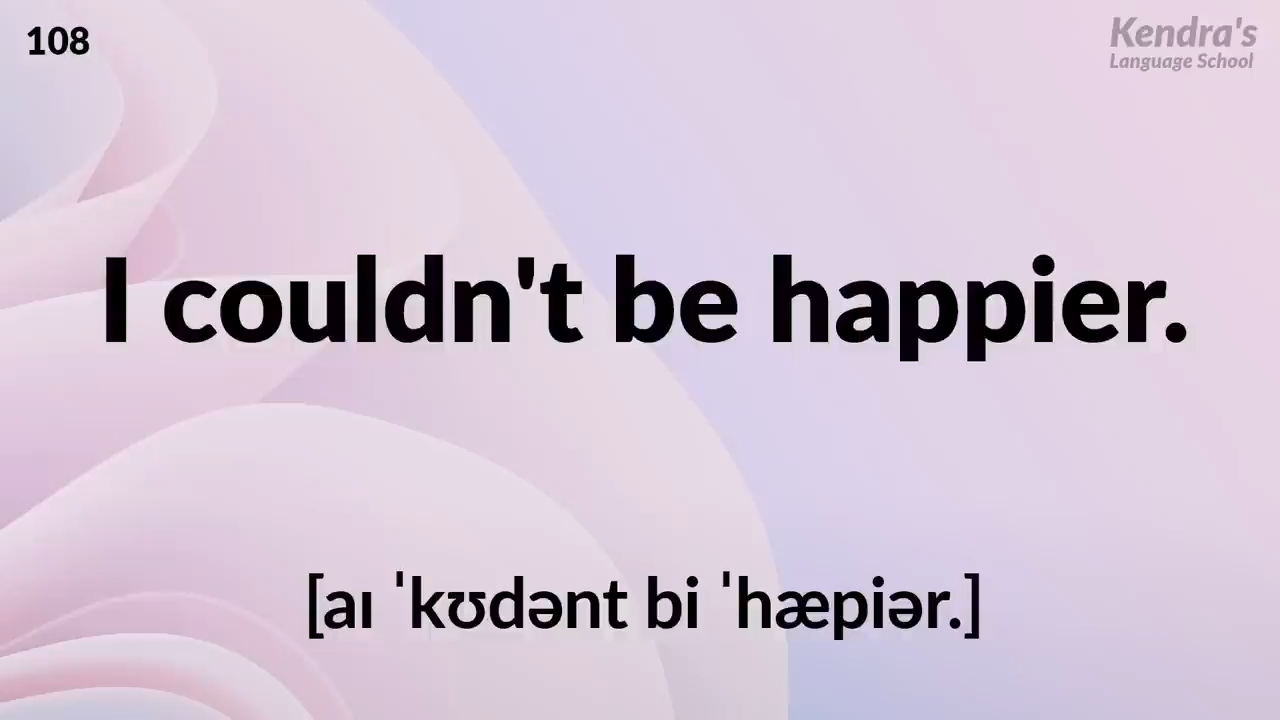 108
Kendra's
Language School
I couldn't be happier.
[aɪ ˈkʊdənt bi ˈhæpiər.]